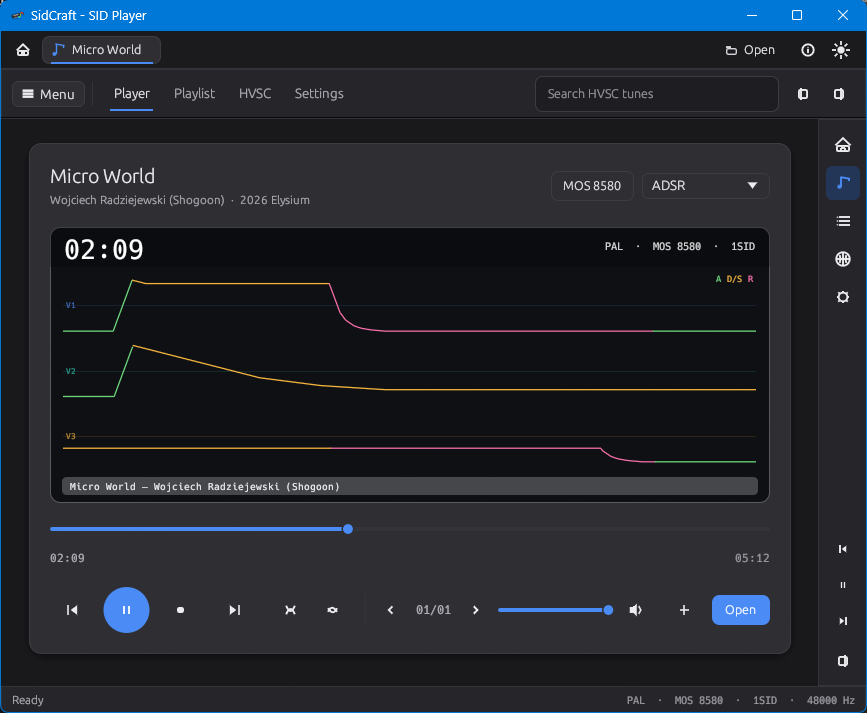 SidCraft - SID Player
Micro World
Open
Menu
Player
Playlist
HVSC
Settings
Search HVSC tunes
Micro World
Wojciech Radziejewski (Shogoon) · 2026 Elysium
MOS 8580
ADSR
02:09
PAL · MOS 8580 · 1SID
A D/S R
V1
V2
V3
Micro World — Wojciech Radziejewski (Shogoon)
02:09
05:12
01/01
Open
Ready
PAL · MOS 8580 · 1SID · 48000 Hz